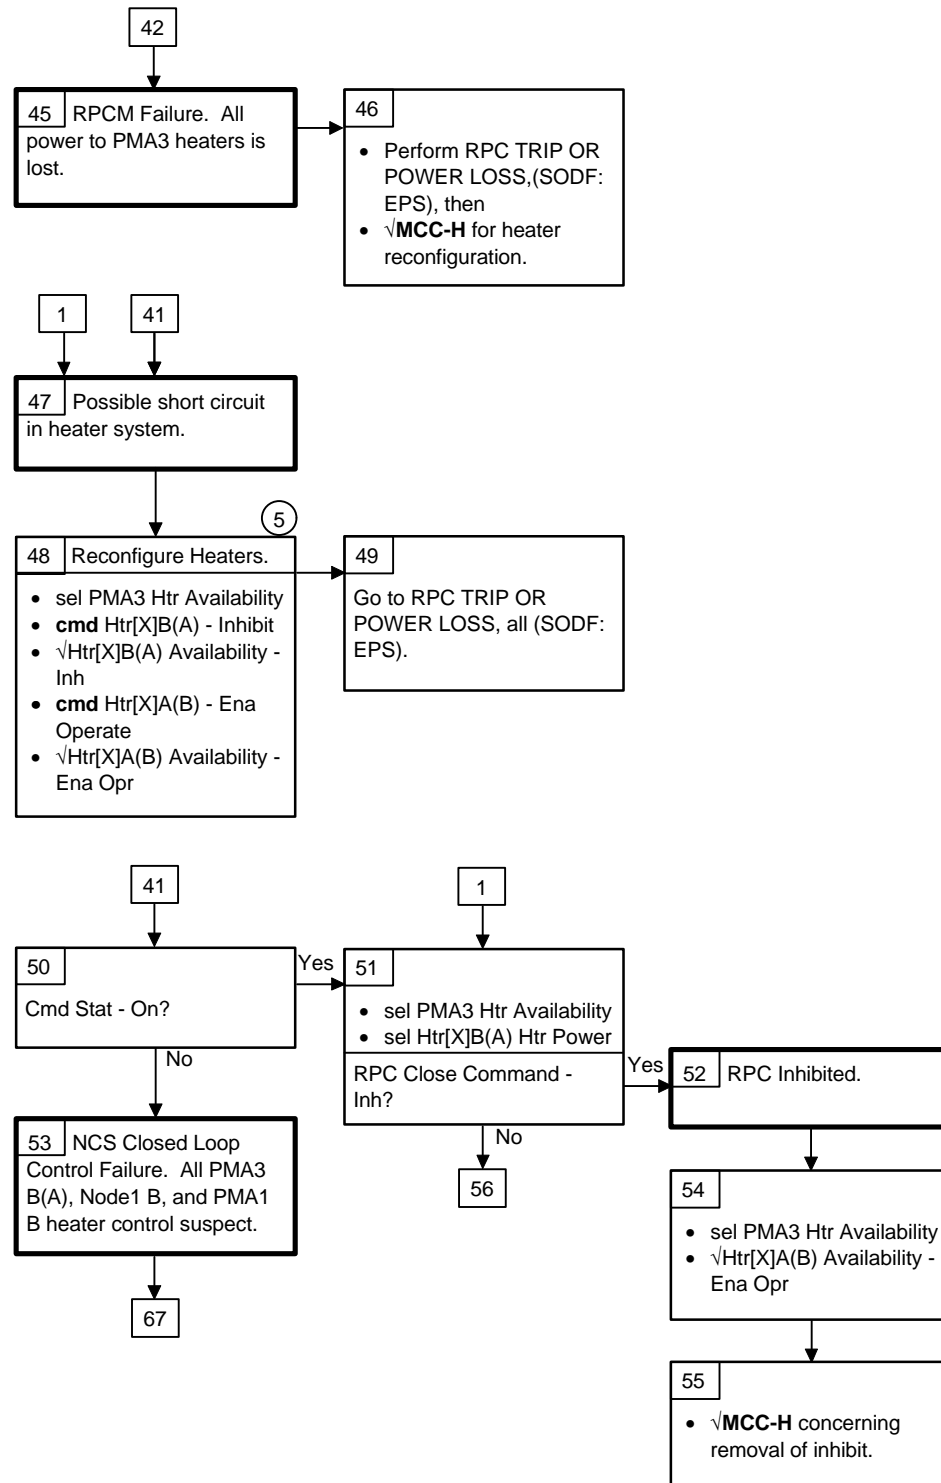 42
45 RPCM Failure. All
power to PMA3 heaters is
lost.
46
• Perform RPC TRIP OR
POWER LOSS,(SODF:
EPS), then
• √MCC-H for heater
reconfiguration.
1
41
47 Possible short circuit
in heater system.
5
48 Reconfigure Heaters.
• sel PMA3 Htr Availability
• cmd Htr[X]B(A) - Inhibit
• √Htr[X]B(A) Availability -
Inh
• cmd Htr[X]A(B) - Ena
Operate
• √Htr[X]A(B) Availability -
Ena Opr
49
Go to RPC TRIP OR
POWER LOSS, all (SODF:
EPS).
41
50
Cmd Stat - On?
Yes
No
1
51
• sel PMA3 Htr Availability
• sel Htr[X]B(A) Htr Power
RPC Close Command -
Inh?
Yes
No
56
52 RPC Inhibited.
53 NCS Closed Loop
Control Failure. All PMA3
B(A), Node1 B, and PMA1
B heater control suspect.
67
54
• sel PMA3 Htr Availability
• √Htr[X]A(B) Availability -
Ena Opr
55
• √MCC-H concerning
removal of inhibit.